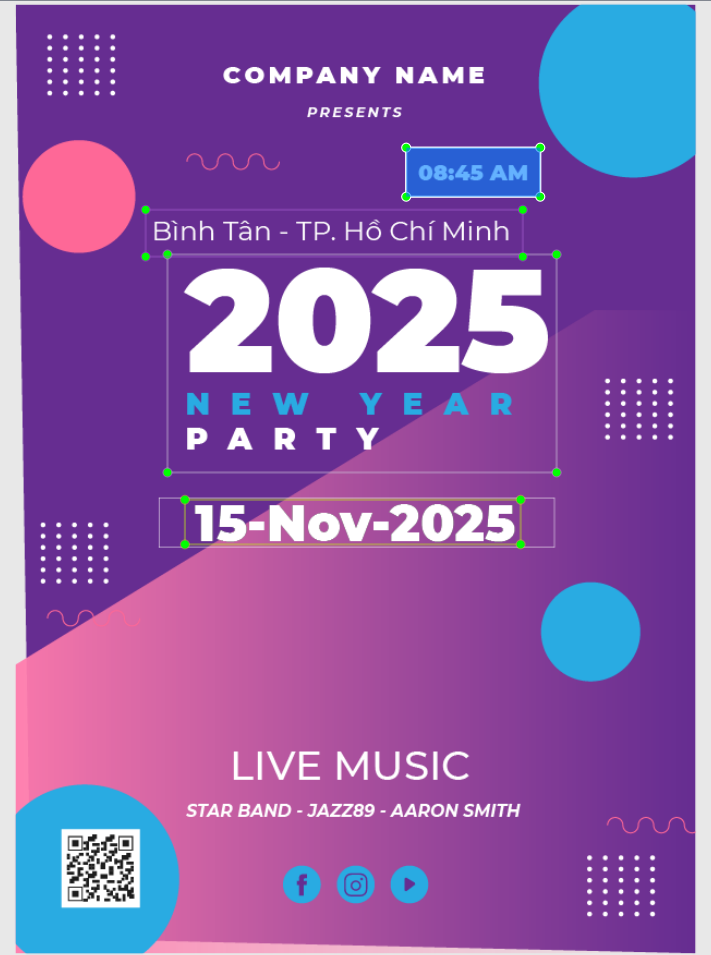 COMPANY NAME
PRESENTS
08:45 AM
Bình Tân - TP. Hồ Chí Minh
2025
NEW YEAR
PARTY
15-Nov-2025
LIVE MUSIC
STAR BAND - JAZZ89 - AARON SMITH